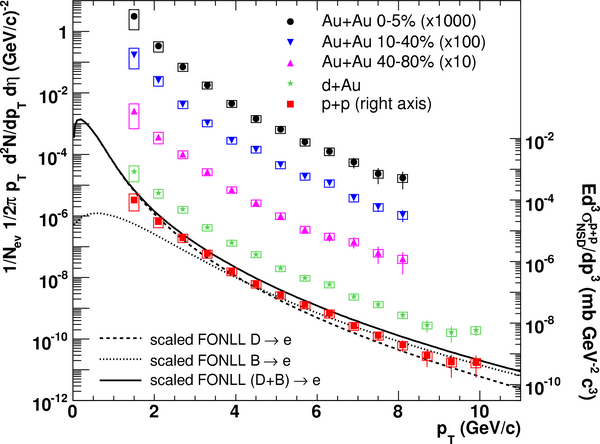 Au+Au 0-5% (x1000)
Au+Au 10-40% (x100)
Au+Au 40-80% (x10)
d+Au
p+p (right axis)
1/N_ev 1/2π p_T d²N/dp_T dη (GeV/c)⁻²
1
10⁻²
10⁻⁴
10⁻⁶
10⁻⁸
10⁻¹⁰
10⁻¹²
scaled FONLL D → e
scaled FONLL B → e
scaled FONLL (D+B) → e
0 2 4 6 8 10
p_T (GeV/c)
10⁻²
10⁻⁴
10⁻⁶
10⁻⁸
10⁻¹⁰
Ed³σ^{p+p}_{NSD}/dp³ (mb GeV⁻² c³)